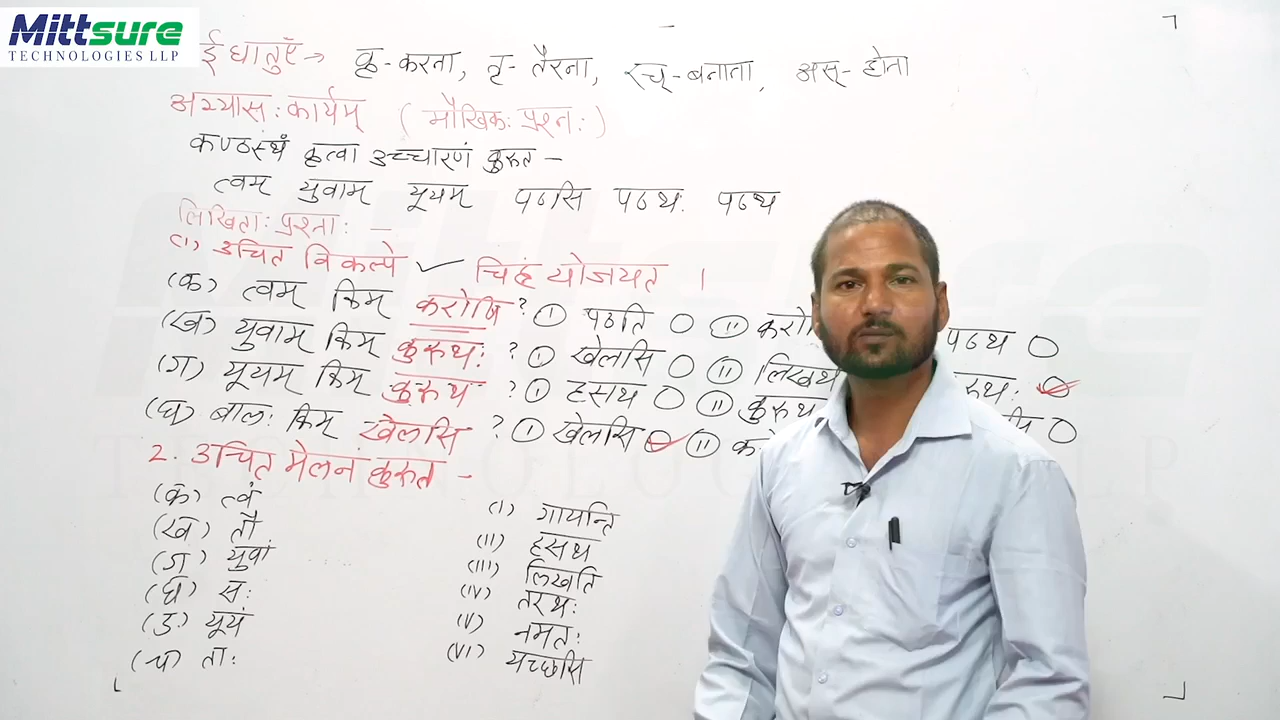 Mittsure
TECHNOLOGIES LLP
ई धातुएँ → कृ - करना, तृ - तैरना, रच् - बनाना, अस् - होना
अभ्यास: कार्यम् (मौखिक: प्रश्न:)
कण्ठस्थं कृत्वा उच्चारणं कुरुत –
त्वम् युवाम् यूयम् पठसि पठथ: पठथ
लिखिता: प्रश्ना: –
(1) उचित विकल्पे ✓ चिह्नं योजयत ।
(क) त्वम् किम् करोषि ? (I) पठति ○ (II) पठथ ○
(ख) युवाम् किम् कुरुथ: ? (I) खेलसि ○ (II) लिखथ
(ग) यूयम् किम् कुरुथ ? (I) हसथ ○ (II) कुरुथ
(घ) बाल: किम् खेलसि ? (I) खेलसि ○ (II)
2. उचित मेलनं कुरुत –
(क) त्वं (I) गायन्ति
(ख) तौ (II) हसथ
(ग) युवां (III) लिखति
(घ) स: (IV) तरथ:
(ङ) यूयं (V) नमत:
(च) ता: (VI) यच्छसि